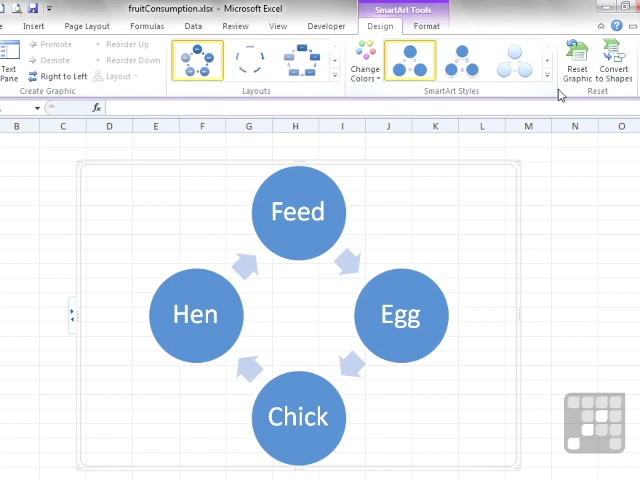 fruitConsumption.xlsx - Microsoft Excel
SmartArt Tools
Insert Page Layout Formulas Data Review View Developer Design Format
Text Pane
Promote
Demote
Right to Left
Reorder Up
Reorder Down
Layout
Create Graphic
Layouts
Change Colors
SmartArt Styles
Reset Graphic
Convert to Shapes
Reset
fx
B C D E F G H I J K L M N O
Feed
Hen
Egg
Chick